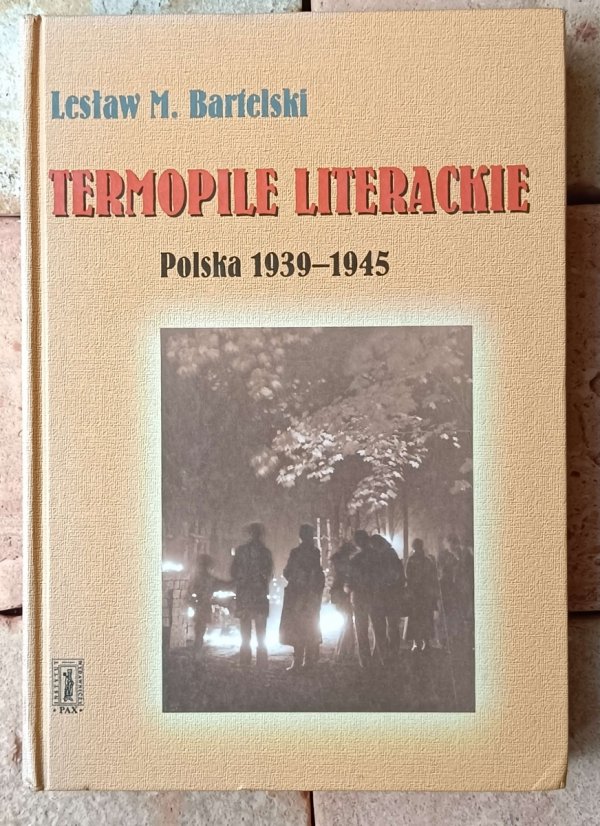 Lesław M. Bartelski
TERMOPILE LITERACKIE
Polska 1939–1945
PAX